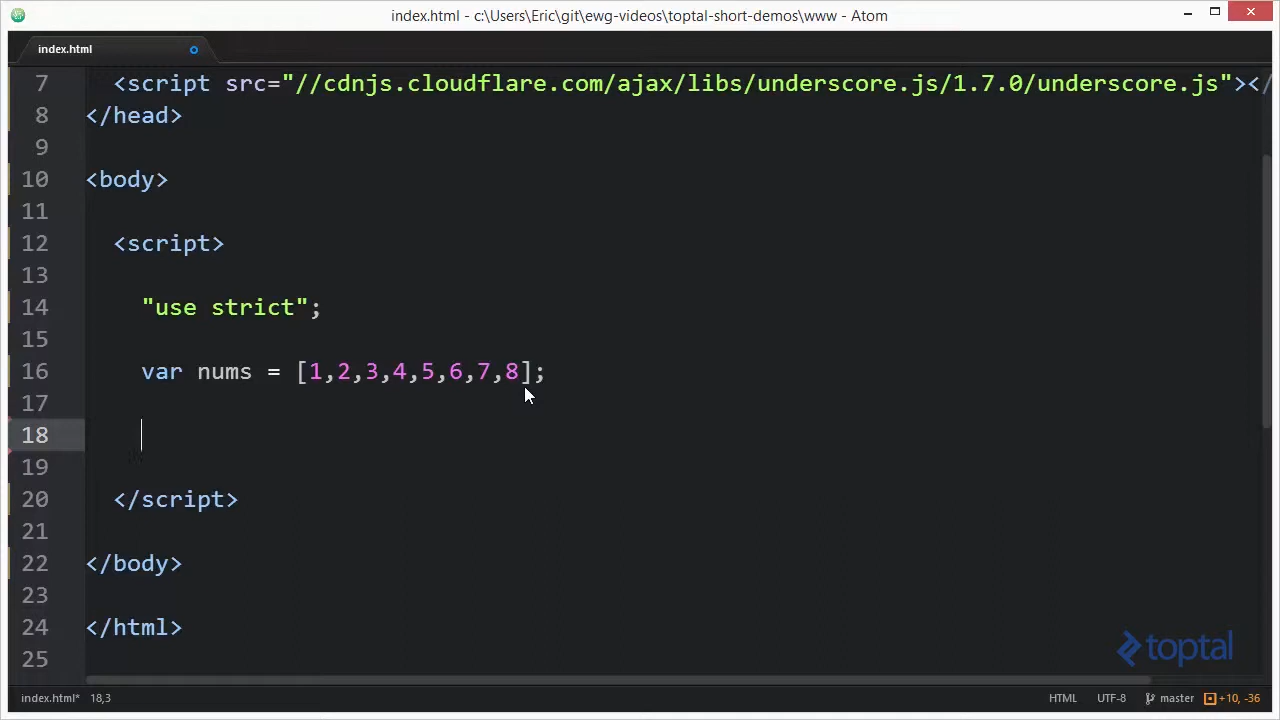 index.html - c:\Users\Eric\git\ewg-videos\toptal-short-demos\www - Atom
index.html
7 <script src="//cdnjs.cloudflare.com/ajax/libs/underscore.js/1.7.0/underscore.js"></
8 </head>
9
10 <body>
11
12 <script>
13
14 "use strict";
15
16 var nums = [1,2,3,4,5,6,7,8];
17
18
19
20 </script>
21
22 </body>
23
24 </html>
25
toptal
index.html* 18,3 HTML UTF-8 master +10, -36